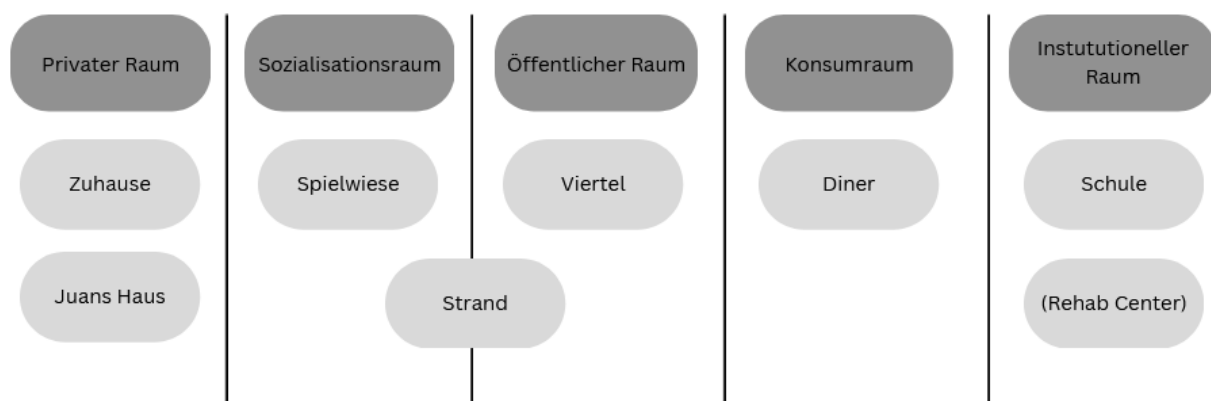 Privater Raum
Sozialisationsraum
Öffentlicher Raum
Konsumraum
Instututioneller
Raum
Zuhause
Spielwiese
Viertel
Diner
Schule
Juans Haus
Strand
(Rehab Center)